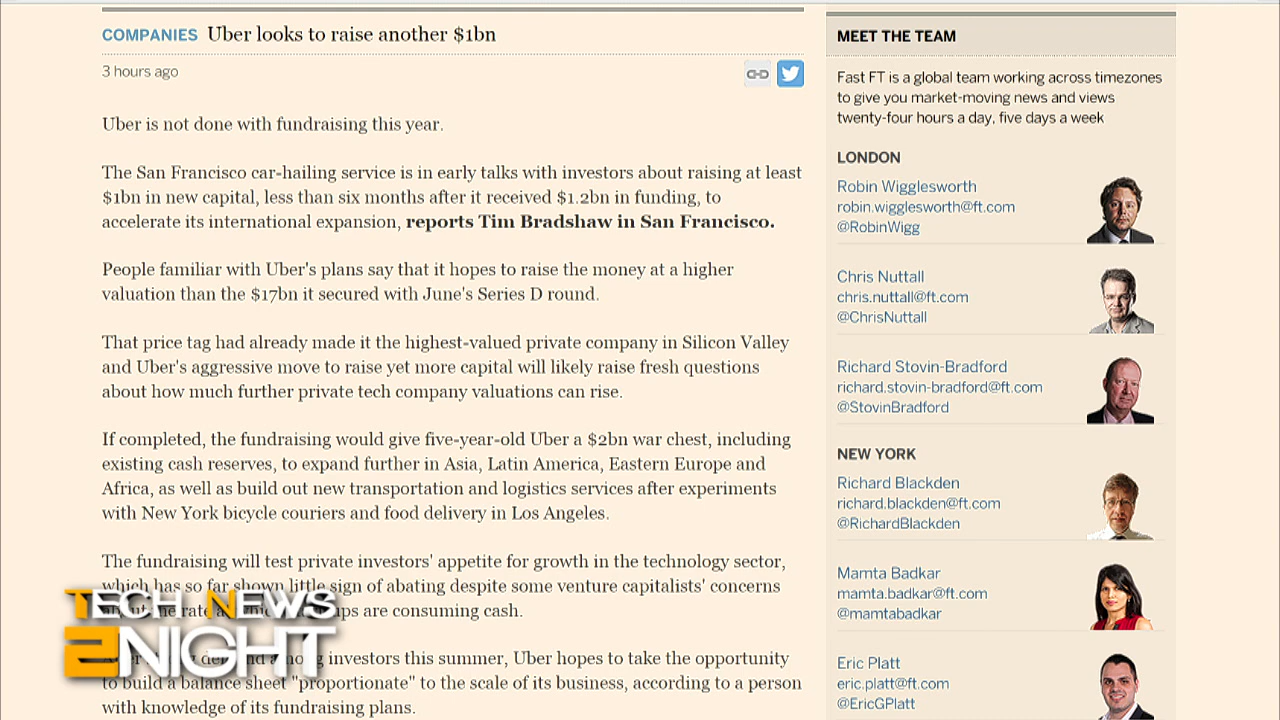 COMPANIES Uber looks to raise another $1bn
3 hours ago
Uber is not done with fundraising this year.
The San Francisco car-hailing service is in early talks with investors about raising at least
$1bn in new capital, less than six months after it received $1.2bn in funding, to
accelerate its international expansion, reports Tim Bradshaw in San Francisco.
People familiar with Uber's plans say that it hopes to raise the money at a higher
valuation than the $17bn it secured with June's Series D round.
That price tag had already made it the highest-valued private company in Silicon Valley
and Uber's aggressive move to raise yet more capital will likely raise fresh questions
about how much further private tech company valuations can rise.
If completed, the fundraising would give five-year-old Uber a $2bn war chest, including
existing cash reserves, to expand further in Asia, Latin America, Eastern Europe and
Africa, as well as build out new transportation and logistics services after experiments
with New York bicycle couriers and food delivery in Los Angeles.
The fundraising will test private investors' appetite for growth in the technology sector,
which has so far shown little sign of abating despite some venture capitalists' concerns
rate are consuming cash.
investors this summer, Uber hopes to take the opportunity
to build a balance sheet "proportionate" to the scale of its business, according to a person
with knowledge of its fundraising plans.
TECH NEWS
2NIGHT
MEET THE TEAM
Fast FT is a global team working across timezones
to give you market-moving news and views
twenty-four hours a day, five days a week
LONDON
Robin Wigglesworth
robin.wigglesworth@ft.com
@RobinWigg
Chris Nuttall
chris.nuttall@ft.com
@ChrisNuttall
Richard Stovin-Bradford
richard.stovin-bradford@ft.com
@StovinBradford
NEW YORK
Richard Blackden
richard.blackden@ft.com
@RichardBlackden
Mamta Badkar
mamta.badkar@ft.com
@mamtabadkar
Eric Platt
eric.platt@ft.com
@EricGPlatt